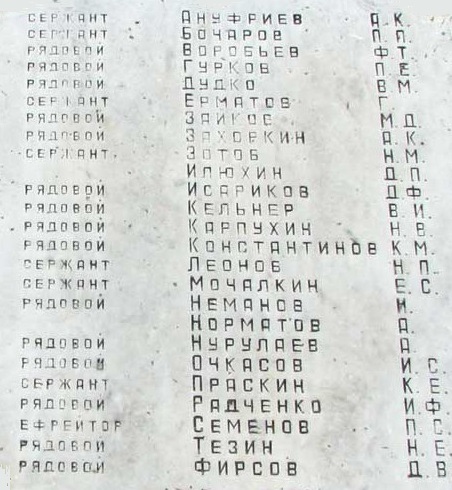 СЕРЖАНТ АНУФРИЕВ А.К.
СЕРЖАНТ БОЧАРОВ П.П.
РЯДОВОЙ ВОРОБЬЕВ Ф.Т.
РЯДОВОЙ ГУРКОВ П.Е.
РЯДОВОЙ ДУДКО В.М.
СЕРЖАНТ ЕРМАТОВ Г.
РЯДОВОЙ ЗАЙКОВ М.Д.
РЯДОВОЙ ЗАХОВКИН А.К.
СЕРЖАНТ ЗОТОВ Н.М.
ИЛЮХИН Д.П.
РЯДОВОЙ ИСАРИКОВ Д.Ф.
РЯДОВОЙ КЕЛЬНЕР В.И.
РЯДОВОЙ КАРПУХИН Н.В.
РЯДОВОЙ КОНСТАНТИНОВ К.М.
СЕРЖАНТ ЛЕОНОВ Н.П.
СЕРЖАНТ МОЧАЛКИН Е.С.
РЯДОВОЙ НЕМАНОВ И.
НОРМАТОВ А.
РЯДОВОЙ НУРУЛАЕВ А.
РЯДОВОЙ ОЧКАСОВ И.С.
СЕРЖАНТ ПРАСКИН К.Е.
РЯДОВОЙ РАДЧЕНКО И.Ф.
ЕФРЕЙТОР СЕМЕНОВ П.С.
РЯДОВОЙ ТЕЗИН Н.Е.
РЯДОВОЙ ФИРСОВ Д.В